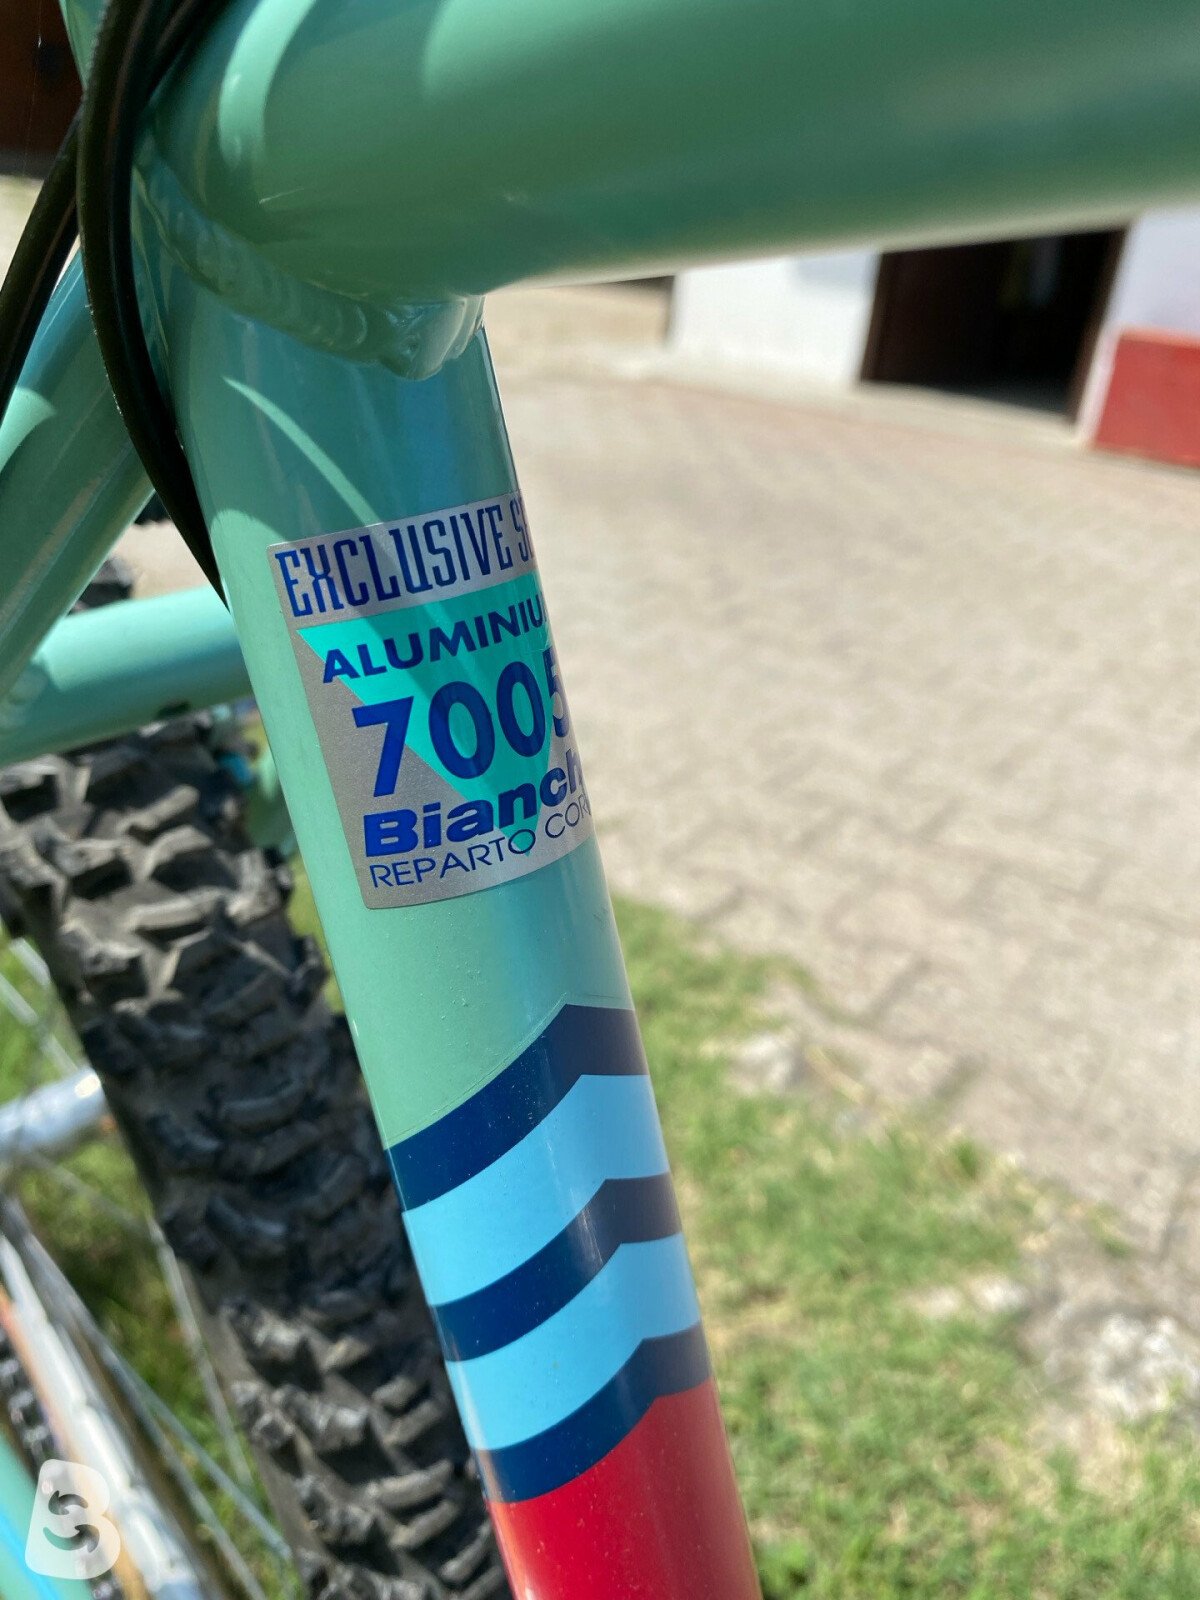 EXCLUSIVE
ALUMINIU
7005
Bianch
REPARTO COR